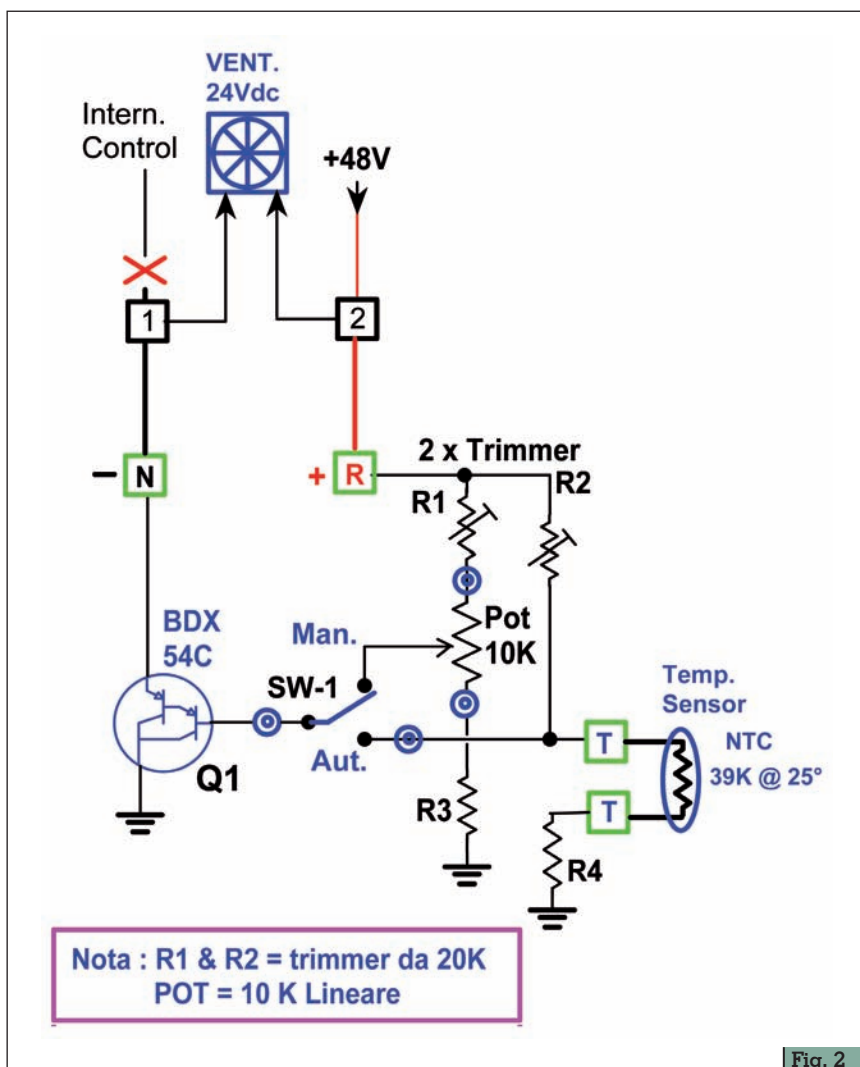 VENT.
24Vdc
Intern.
Control
+48V
1
2
– N
+ R
2 x Trimmer
R1
R2
BDX
54C
Man.
Pot
10K
SW-1
Temp.
Sensor
Aut.
T
NTC
39K @ 25°
Q1
R3
T
R4
Nota : R1 & R2 = trimmer da 20K
POT = 10 K Lineare
Fig. 2